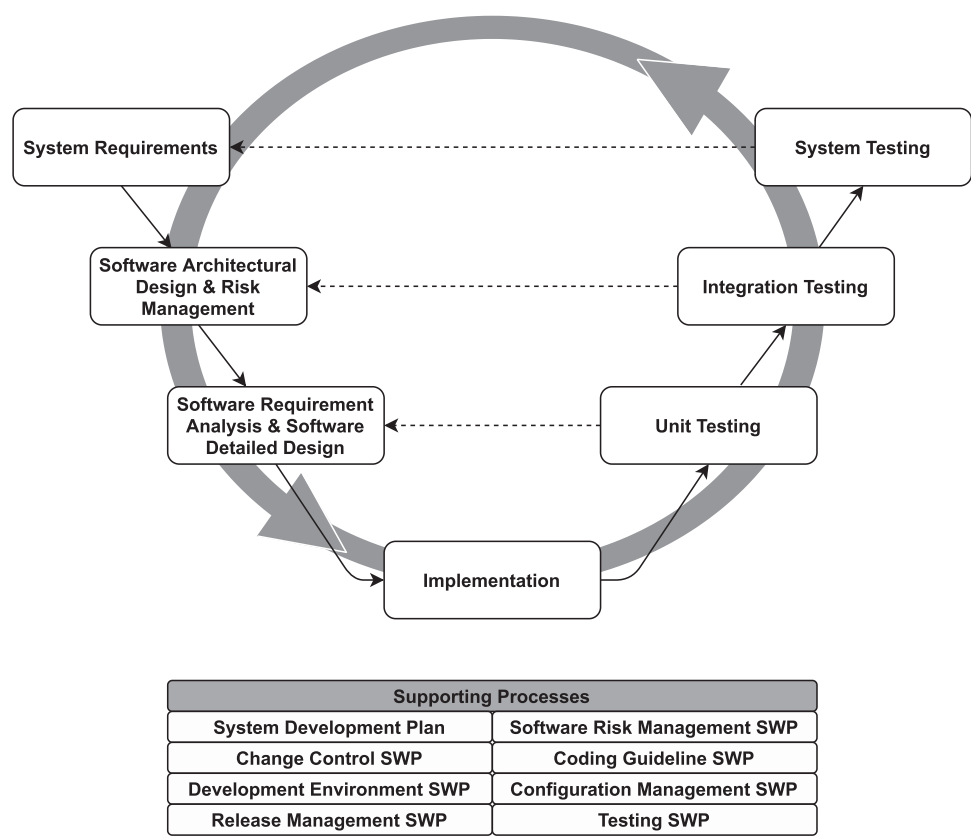 System Requirements
System Testing
Software Architectural
Design & Risk
Management
Integration Testing
Software Requirement
Analysis & Software
Detailed Design
Unit Testing
Implementation
Supporting Processes
System Development Plan
Software Risk Management SWP
Change Control SWP
Coding Guideline SWP
Development Environment SWP
Configuration Management SWP
Release Management SWP
Testing SWP